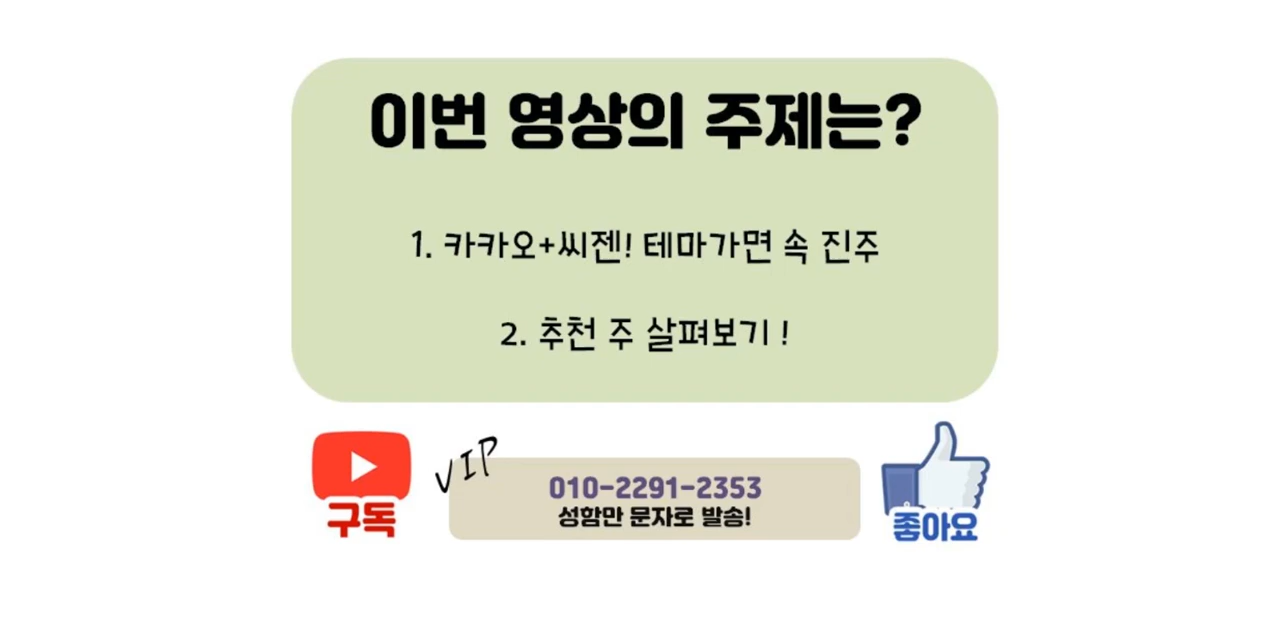 이번 영상의 주제는?
1. 카카오+씨젠! 테마가면 속 진주
2. 추천 주 살펴보기 !
VIP
010-2291-2353
성함만 문자로 발송!
구독
좋아요